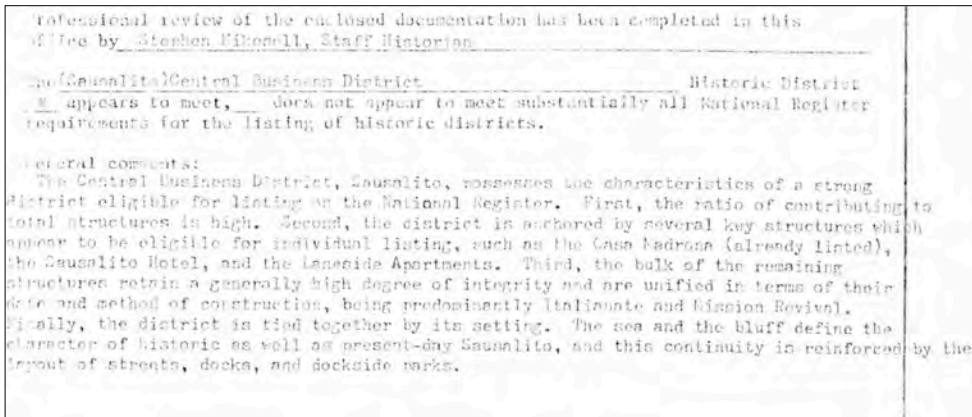 Professional review of the enclosed documentation has been completed in this
office by Stephen Mikesell, Staff Historian
The (Sausalito)Central Business District Historic District
x appears to meet, __ does not appear to meet substantially all National Register
requirements for the listing of historic districts.
General comments:
The Central Business District, Sausalito, possesses the characteristics of a strong
district eligible for listing on the National Register. First, the ratio of contributing to
total structures is high. Second, the district is anchored by several key structures which
appear to be eligible for individual listing, such as the Casa Madrona (already listed),
the Sausalito Hotel, and the Apartments. Third, the bulk of the remaining
structures retain a generally high degree of integrity and are unified in terms of their
date and method of construction, being predominantly Italianate and Mission Revival.
Finally, the district is tied together by its setting. The sea and the bluff define the
character of historic as well as present-day Sausalito, and this continuity is reinforced by the
layout of streets, docks, and dockside parks.